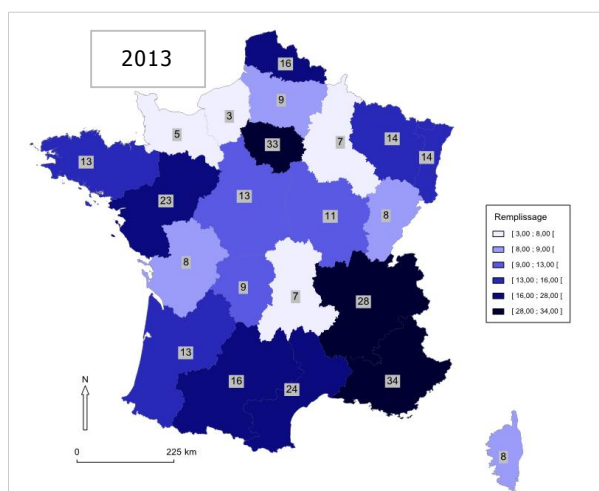 2013
16
9
3
5
33
7
14
14
13
23
13
11
8
8
9
7
28
13
16
24
34
8
Remplissage
[ 3,00 ; 8,00 [
[ 8,00 ; 9,00 [
[ 9,00 ; 13,00 [
[ 13,00 ; 16,00 [
[ 16,00 ; 28,00 [
[ 28,00 ; 34,00 ]
N
0 225 km